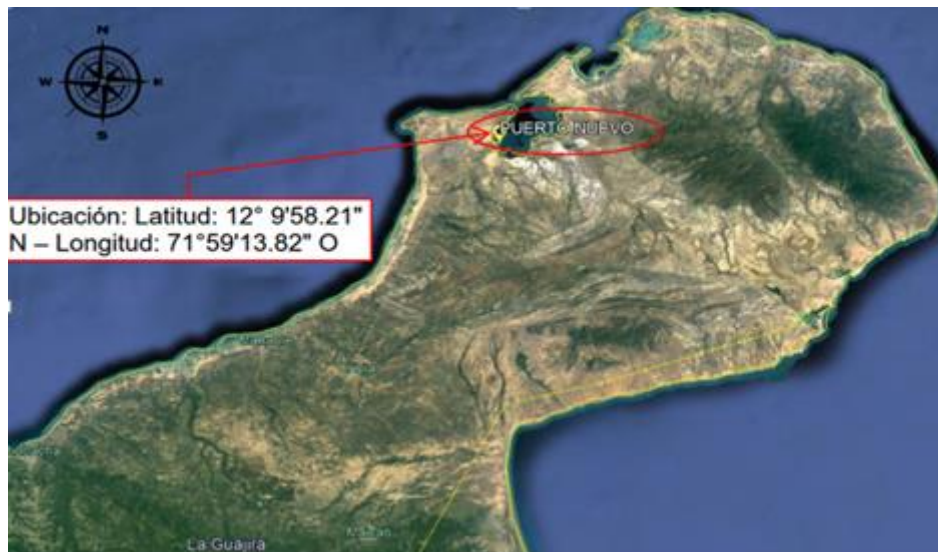 N
W E
S
PUERTO NUEVO
Ubicación: Latitud: 12° 9'58.21"
N – Longitud: 71°59'13.82" O
La Guajira